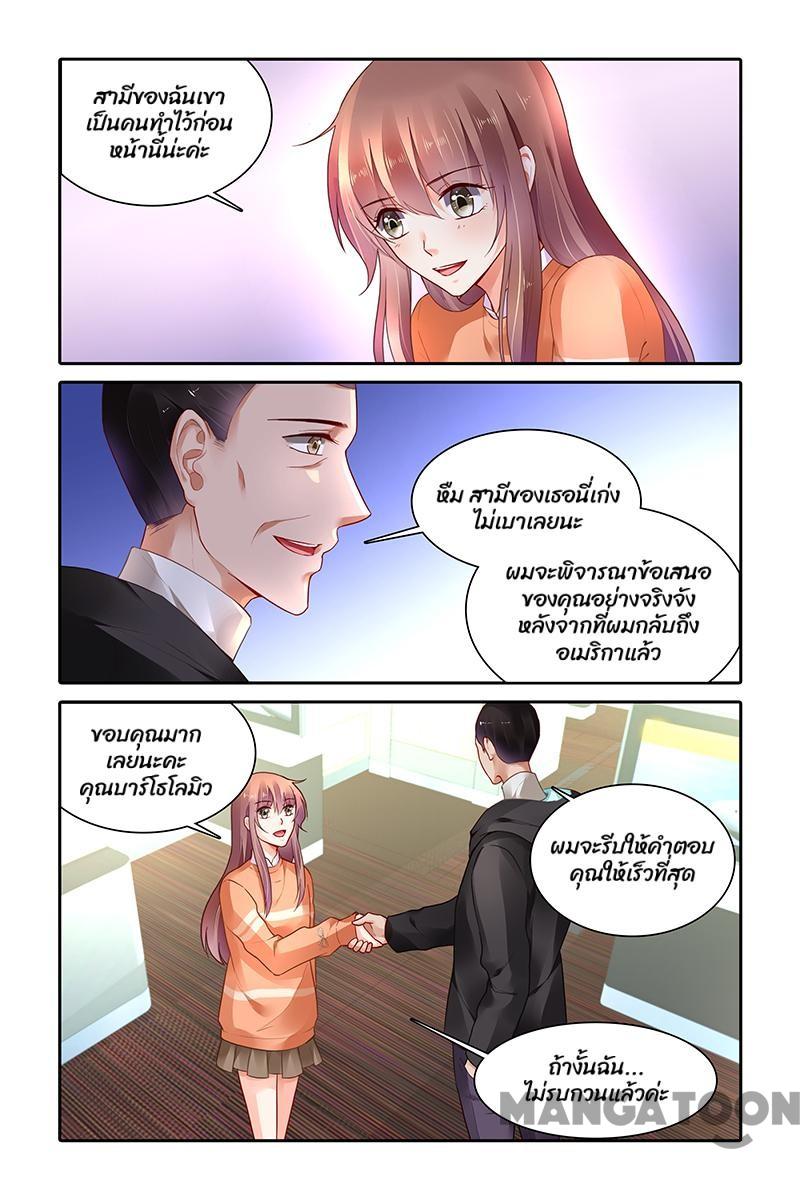 สามีของฉันเขา
เป็นคนทำไว้ก่อน
หน้านี้น่ะค่ะ
หืม สามีของเธอนี่เก่ง
ไม่เบาเลยนะ
ผมจะพิจารณาข้อเสนอ
ของคุณอย่างจริงจัง
หลังจากที่ผมกลับถึง
อเมริกาแล้ว
ขอบคุณมาก
เลยนะคะ
คุณบาร์โธโลมิว
ผมจะรีบให้คำตอบ
คุณให้เร็วที่สุด
ถ้างั้นฉัน...
ไม่รบกวนแล้วค่ะ
MANGATOON